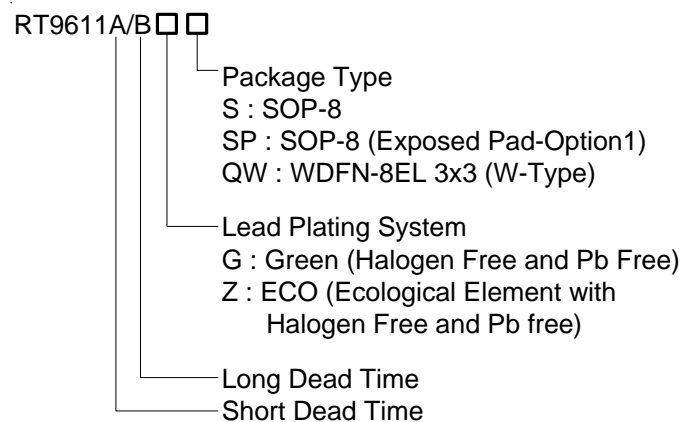 RT9611A/B□ □
Package Type
S : SOP-8
SP : SOP-8 (Exposed Pad-Option1)
QW : WDFN-8EL 3x3 (W-Type)
Lead Plating System
G : Green (Halogen Free and Pb Free)
Z : ECO (Ecological Element with
Halogen Free and Pb free)
Long Dead Time
Short Dead Time